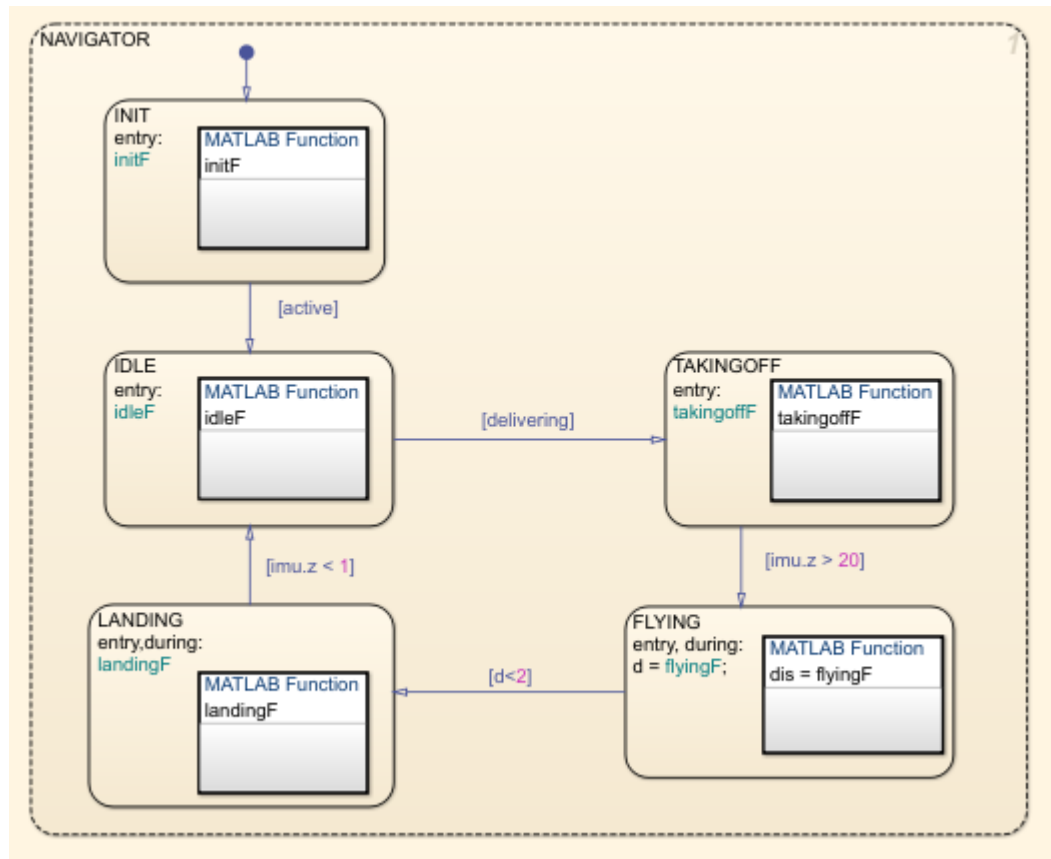 NAVIGATOR
1
INIT
entry:
initF
MATLAB Function
initF
[active]
IDLE
entry:
idleF
MATLAB Function
idleF
[delivering]
TAKINGOFF
entry:
takingoffF
MATLAB Function
takingoffF
[imu.z < 1]
[imu.z > 20]
LANDING
entry,during:
landingF
MATLAB Function
landingF
[d<2]
FLYING
entry, during:
d = flyingF;
MATLAB Function
dis = flyingF